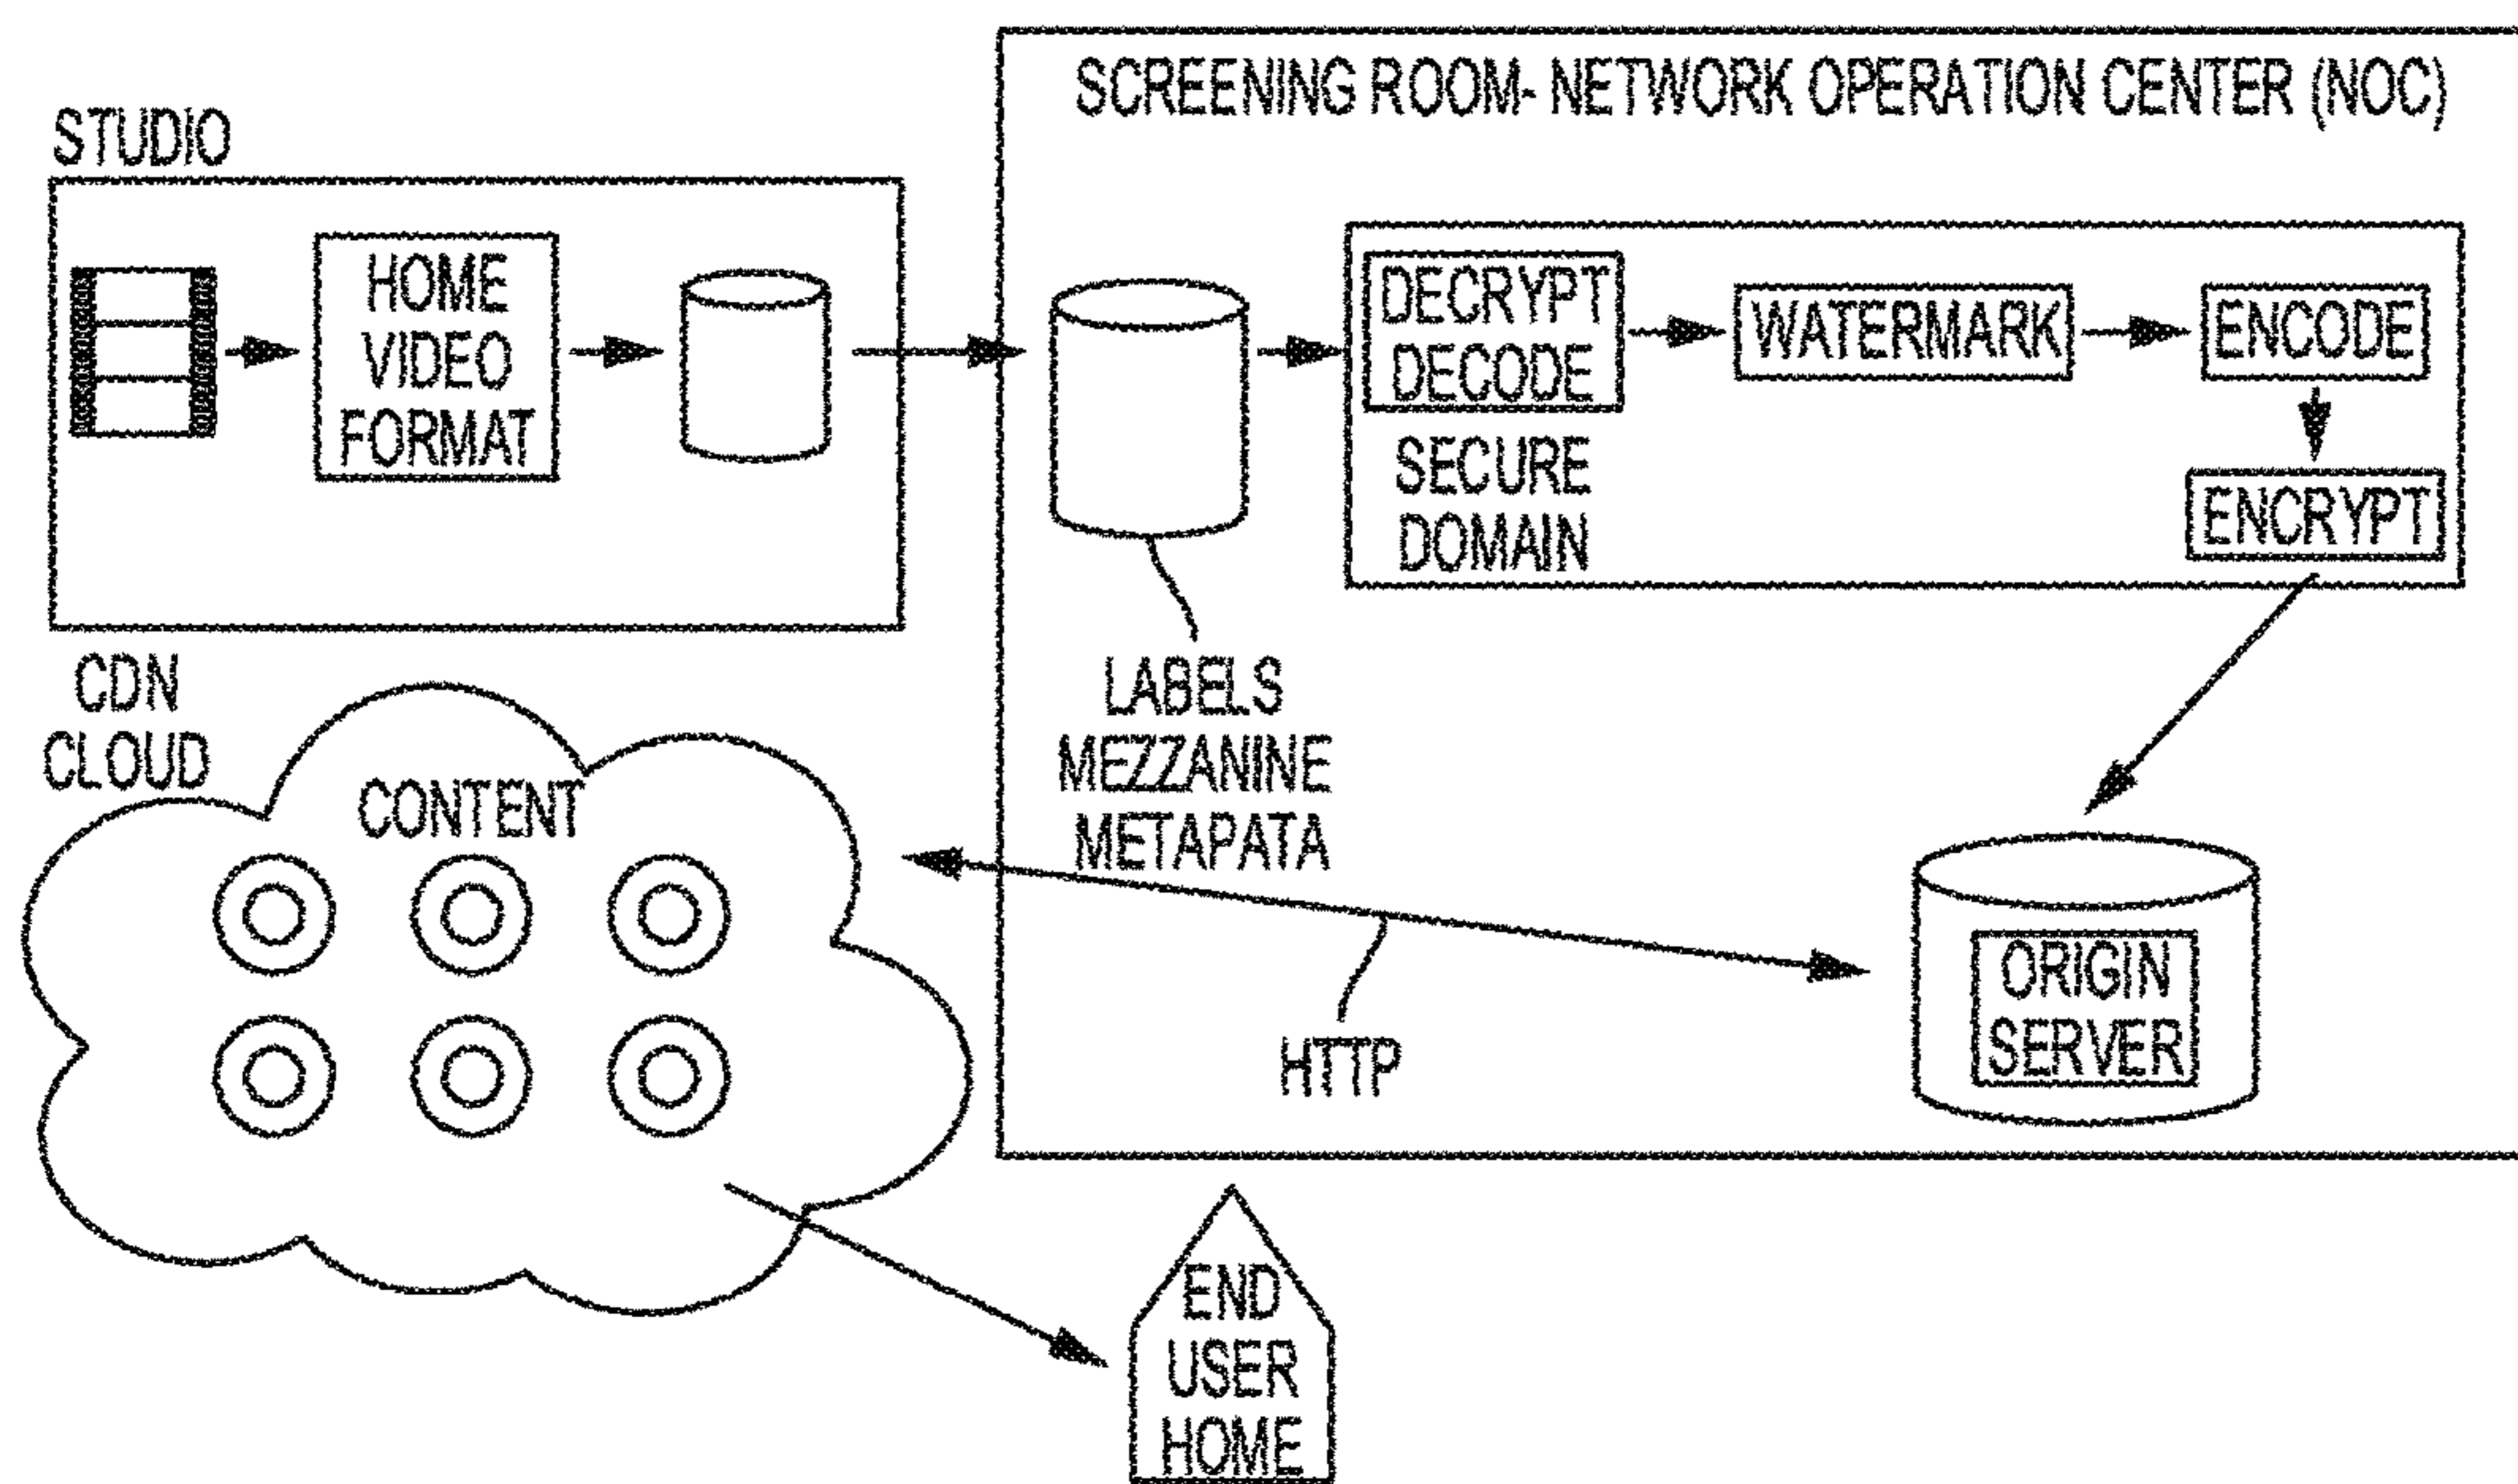 SCREENING ROOM- NETWORK OPERATION CENTER (NOC)
STUDIO
HOME
VIDEO
FORMAT
DECRYPT
DECODE
WATERMARK
ENCODE
SECURE
DOMAIN
ENCRYPT
LABELS
MEZZANINE
METAPATA
CDN
CLOUD
CONTENT
HTTP
ORIGIN
SERVER
END
USER
HOME